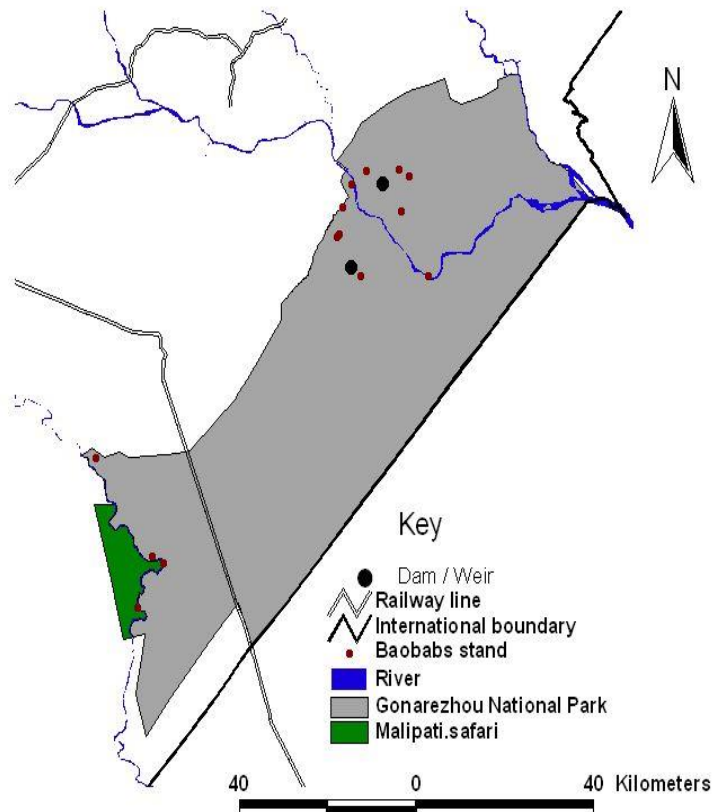 N
Key
Dam / Weir
Railway line
International boundary
Baobabs stand
River
Gonarezhou National Park
Malipati.safari
40 0 40 Kilometers